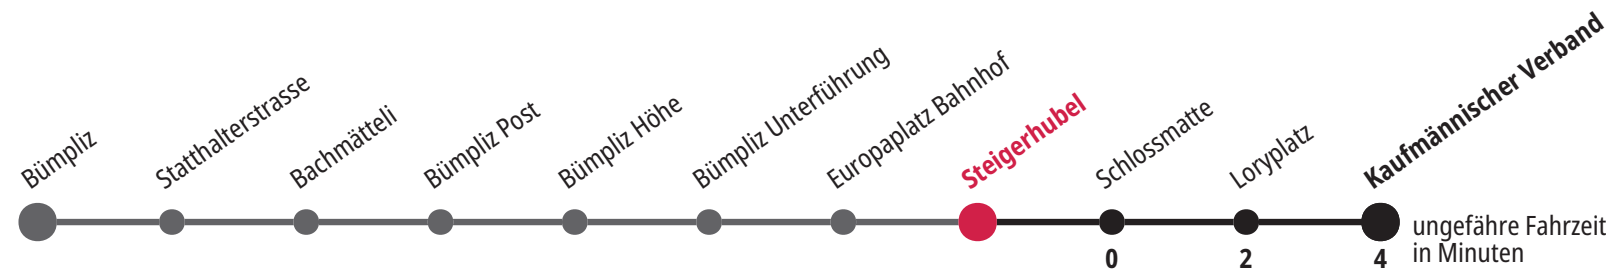 Bümpliz
Statthalterstrasse
Bachmätteli
Bümpliz Post
Bümpliz Höhe
Bümpliz Unterführung
Europaplatz Bahnhof
Steigerhubel
Schlossmatte
Loryplatz
Kaufmännischer Verband
0
2
4
ungefähre Fahrzeit
in Minuten